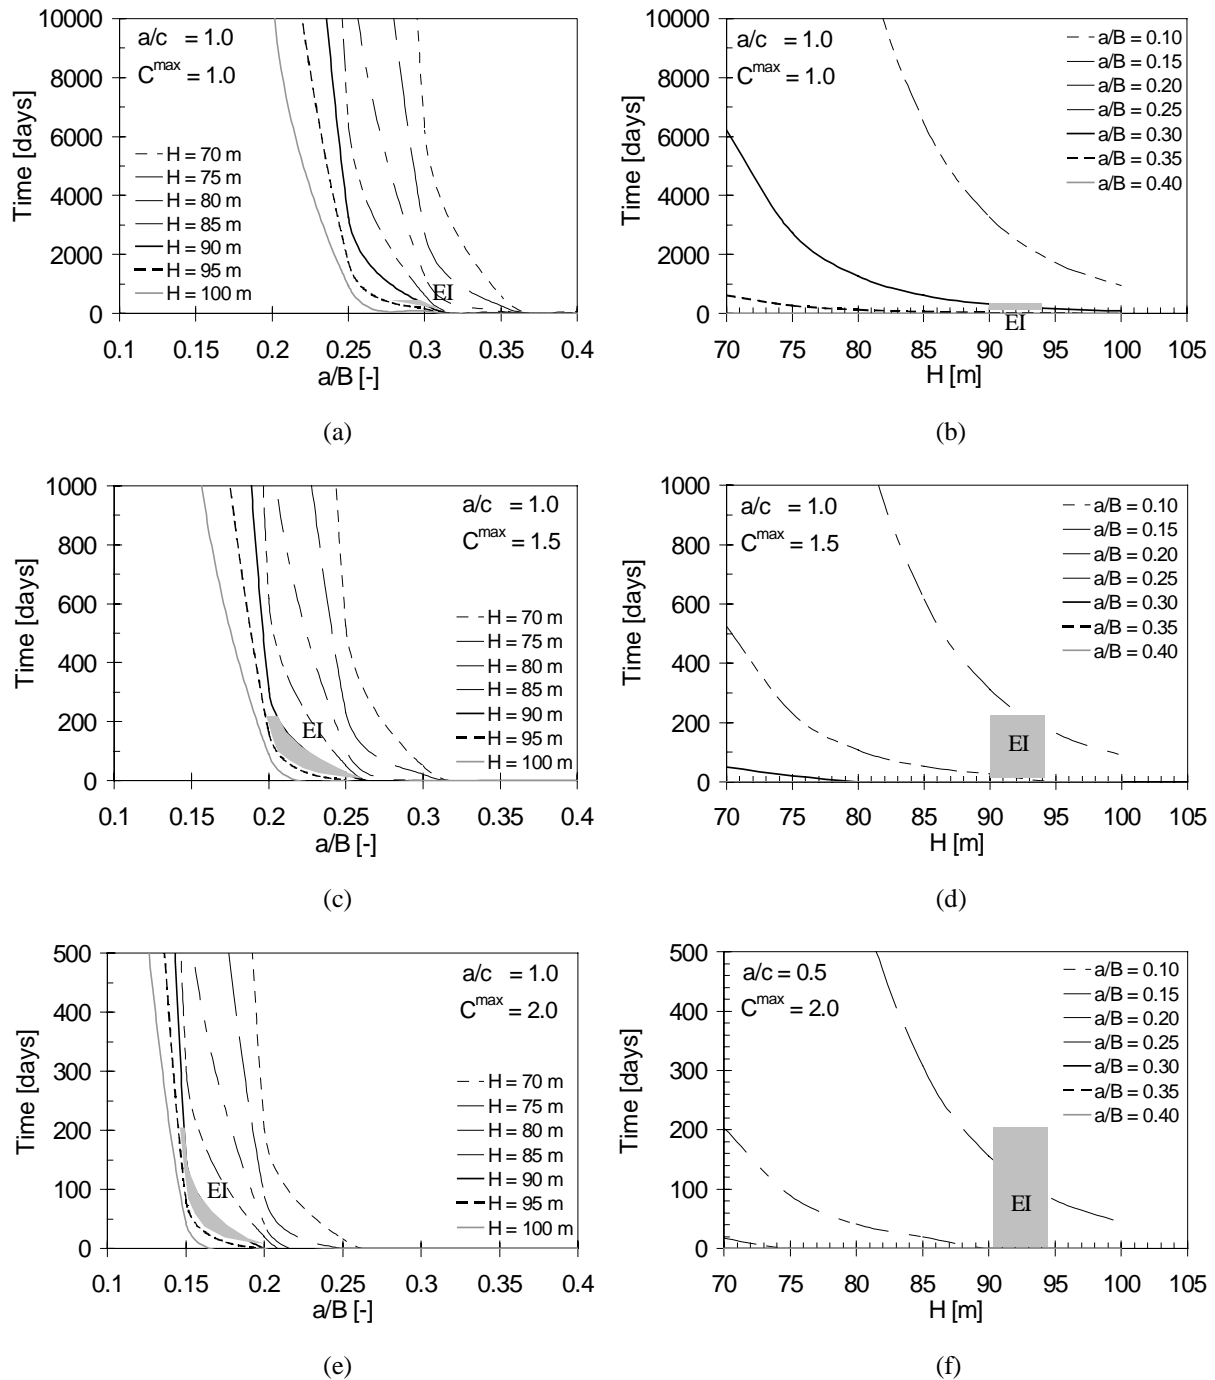 10000
8000
6000
4000
2000
0
Time [days]
a/c = 1.0
C^max = 1.0
H = 70 m
H = 75 m
H = 80 m
H = 85 m
H = 90 m
H = 95 m
H = 100 m
EI
0.1 0.15 0.2 0.25 0.3 0.35 0.4
a/B [-]
(a)
10000
8000
6000
4000
2000
0
Time [days]
a/c = 1.0
C^max = 1.0
a/B = 0.10
a/B = 0.15
a/B = 0.20
a/B = 0.25
a/B = 0.30
a/B = 0.35
a/B = 0.40
EI
70 75 80 85 90 95 100 105
H [m]
(b)
1000
800
600
400
200
0
Time [days]
a/c = 1.0
C^max = 1.5
H = 70 m
H = 75 m
H = 80 m
H = 85 m
H = 90 m
H = 95 m
H = 100 m
EI
0.1 0.15 0.2 0.25 0.3 0.35 0.4
a/B [-]
(c)
1000
800
600
400
200
0
Time [days]
a/c = 1.0
C^max = 1.5
a/B = 0.10
a/B = 0.15
a/B = 0.20
a/B = 0.25
a/B = 0.30
a/B = 0.35
a/B = 0.40
EI
70 75 80 85 90 95 100 105
H [m]
(d)
500
400
300
200
100
0
Time [days]
a/c = 1.0
C^max = 2.0
H = 70 m
H = 75 m
H = 80 m
H = 85 m
H = 90 m
H = 95 m
H = 100 m
EI
0.1 0.15 0.2 0.25 0.3 0.35 0.4
a/B [-]
(e)
500
400
300
200
100
0
Time [days]
a/c = 0.5
C^max = 2.0
a/B = 0.10
a/B = 0.15
a/B = 0.20
a/B = 0.25
a/B = 0.30
a/B = 0.35
a/B = 0.40
EI
70 75 80 85 90 95 100 105
H [m]
(f)